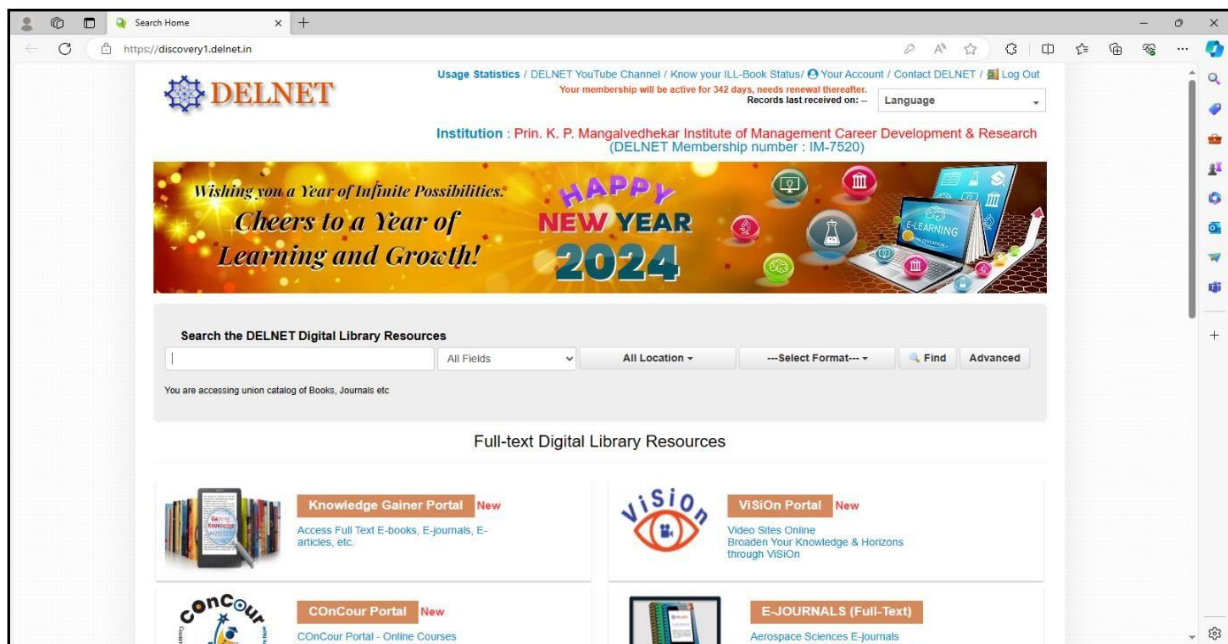 Search Home
https://discovery1.delnet.in
DELNET
Usage Statistics / DELNET YouTube Channel / Know your ILL-Book Status/ Your Account / Contact DELNET / Log Out
Your membership will be active for 342 days, needs renewal thereafter.
Records last received on: --
Language
Institution : Prin. K. P. Mangalvedhekar Institute of Management Career Development & Research
(DELNET Membership number : IM-7520)
Wishing you a Year of Infinite Possibilities.
Cheers to a Year of
Learning and Growth!
HAPPY
NEW YEAR
2024
E-LEARNING
Search the DELNET Digital Library Resources
All Fields
All Location
---Select Format---
Find
Advanced
You are accessing union catalog of Books, Journals etc
Full-text Digital Library Resources
Knowledge Gainer Portal New
Access Full Text E-books, E-journals, E-
articles, etc.
ViSiOn
ViSiOn Portal New
Video Sites Online
Broaden Your Knowledge & Horizons
through ViSiOn
COnCour
COnCour Portal New
COnCour Portal - Online Courses
E-JOURNALS (Full-Text)
Aerospace Sciences E-journals